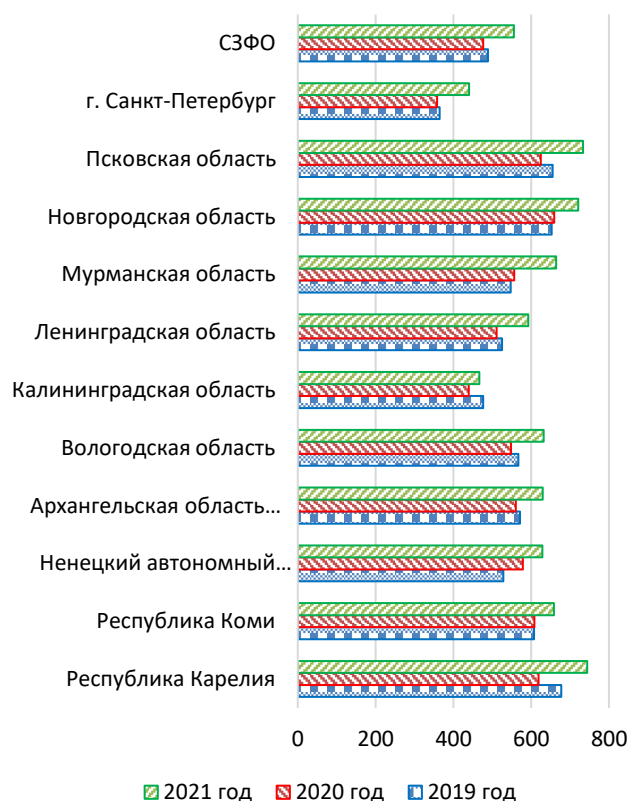 СЗФО
г. Санкт-Петербург
Псковская область
Новгородская область
Мурманская область
Ленинградская область
Калининградская область
Вологодская область
Архангельская область...
Ненецкий автономный...
Республика Коми
Республика Карелия
0 200 400 600 800
2021 год 2020 год 2019 год